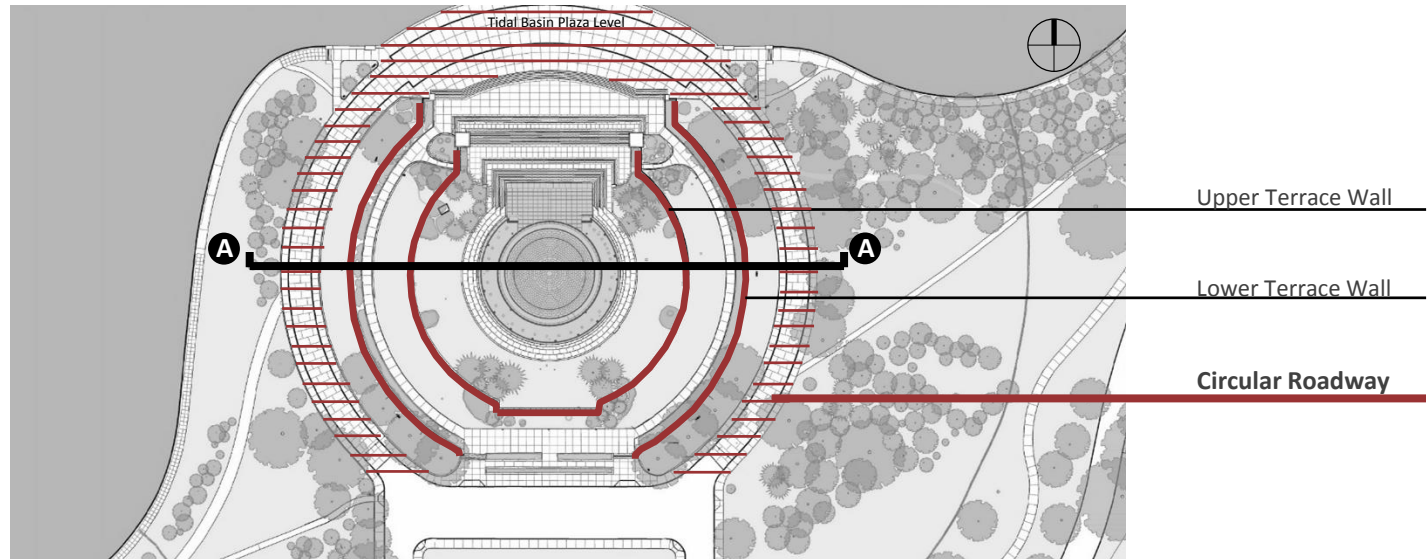 Tidal Basin Plaza Level
Upper Terrace Wall
A A
Lower Terrace Wall
Circular Roadway